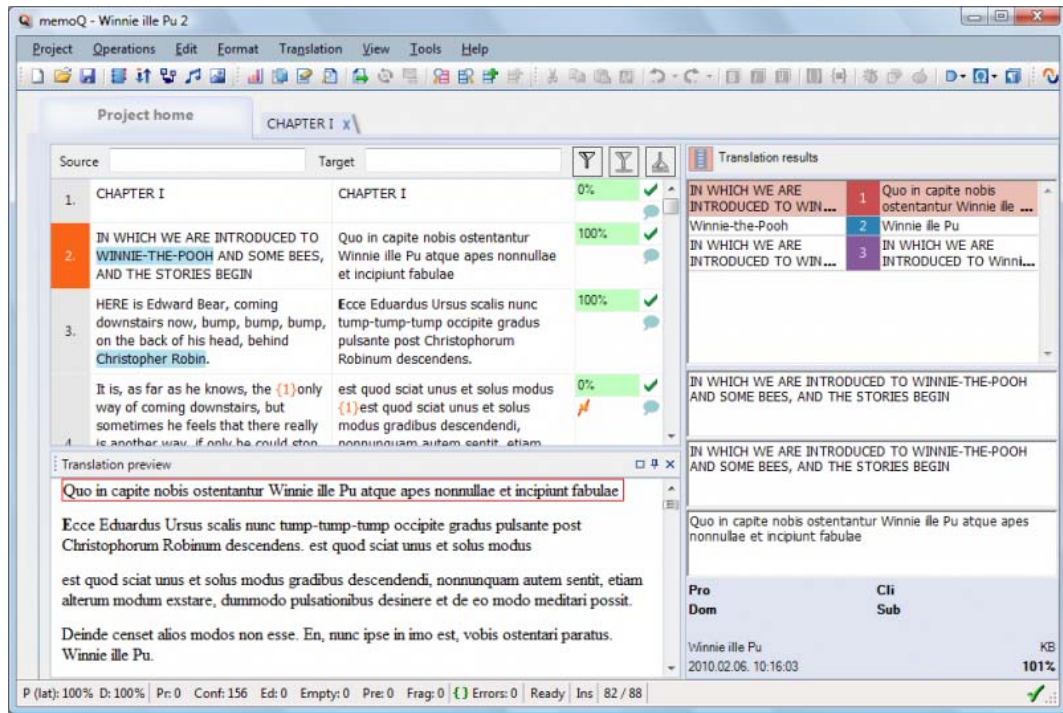 memoQ - Winnie ille Pu 2
Project Operations Edit Format Translation View Tools Help
Project home
CHAPTER I x
Source
Target
1.
CHAPTER I
CHAPTER I
0%
2.
IN WHICH WE ARE INTRODUCED TO
WINNIE-THE-POOH AND SOME BEES,
AND THE STORIES BEGIN
Quo in capite nobis ostentantur
Winnie ille Pu atque apes nonnullae
et incipiunt fabulae
100%
3.
HERE is Edward Bear, coming
downstairs now, bump, bump, bump,
on the back of his head, behind
Christopher Robin.
Ecce Eduardus Ursus scalis nunc
tump-tump-tump occipite gradus
pulsante post Christophorum
Robinum descendens.
100%
4
It is, as far as he knows, the {1}only
way of coming downstairs, but
sometimes he feels that there really
is another way, if only he could stop
est quod sciat unus et solus modus
{1}est quod sciat unus et solus
modus gradibus descendendi,
nonnunquam autem sentit, etiam
0%
Translation preview
Quo in capite nobis ostentantur Winnie ille Pu atque apes nonnullae et incipiunt fabulae
Ecce Eduardus Ursus scalis nunc tump-tump-tump occipite gradus pulsante post
Christophorum Robinum descendens. est quod sciat unus et solus modus
est quod sciat unus et solus modus gradibus descendendi, nonnunquam autem sentit, etiam
alterum modum exstare, dummodo pulsationibus desinere et de eo modo meditari possit.
Deinde censet alios modos non esse. En, nunc ipse in imo est, vobis ostentari paratus.
Winnie ille Pu.
Translation results
IN WHICH WE ARE
INTRODUCED TO WIN...
1
Quo in capite nobis
ostentantur Winnie ille ...
Winnie-the-Pooh
2
Winnie ille Pu
IN WHICH WE ARE
INTRODUCED TO WIN...
3
IN WHICH WE ARE
INTRODUCED TO Winni...
IN WHICH WE ARE INTRODUCED TO WINNIE-THE-POOH
AND SOME BEES, AND THE STORIES BEGIN
IN WHICH WE ARE INTRODUCED TO WINNIE-THE-POOH
AND SOME BEES, AND THE STORIES BEGIN
Quo in capite nobis ostentantur Winnie ille Pu atque apes
nonnullae et incipiunt fabulae
Pro
Cli
Dom
Sub
Winnie ille Pu
KB
2010.02.06. 10:16:03
101%
P (lat): 100% D: 100% Pr: 0 Conf: 156 Ed: 0 Empty: 0 Pre: 0 Frag: 0 {} Errors: 0 Ready Ins 82 / 88